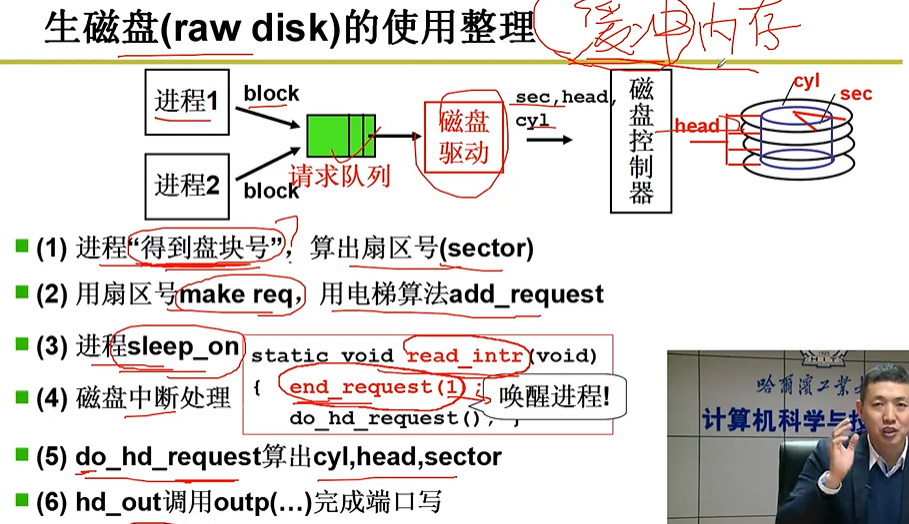 生磁盘(raw disk)的使用整理
缓冲内存
进程1
block
进程2
block
请求队列
磁盘
驱动
sec,head,
cyl
磁盘控制器
head
cyl
sec
(1) 进程“得到盘块号”，算出扇区号(sector)
(2) 用扇区号make req，用电梯算法add_request
(3) 进程sleep_on
static void read_intr(void)
{ end_request(1);
do_hd_request(); }
唤醒进程!
(4) 磁盘中断处理
(5) do_hd_request算出cyl,head,sector
(6) hd_out调用outp(…)完成端口写
哈尔滨工业
计算机科学与技